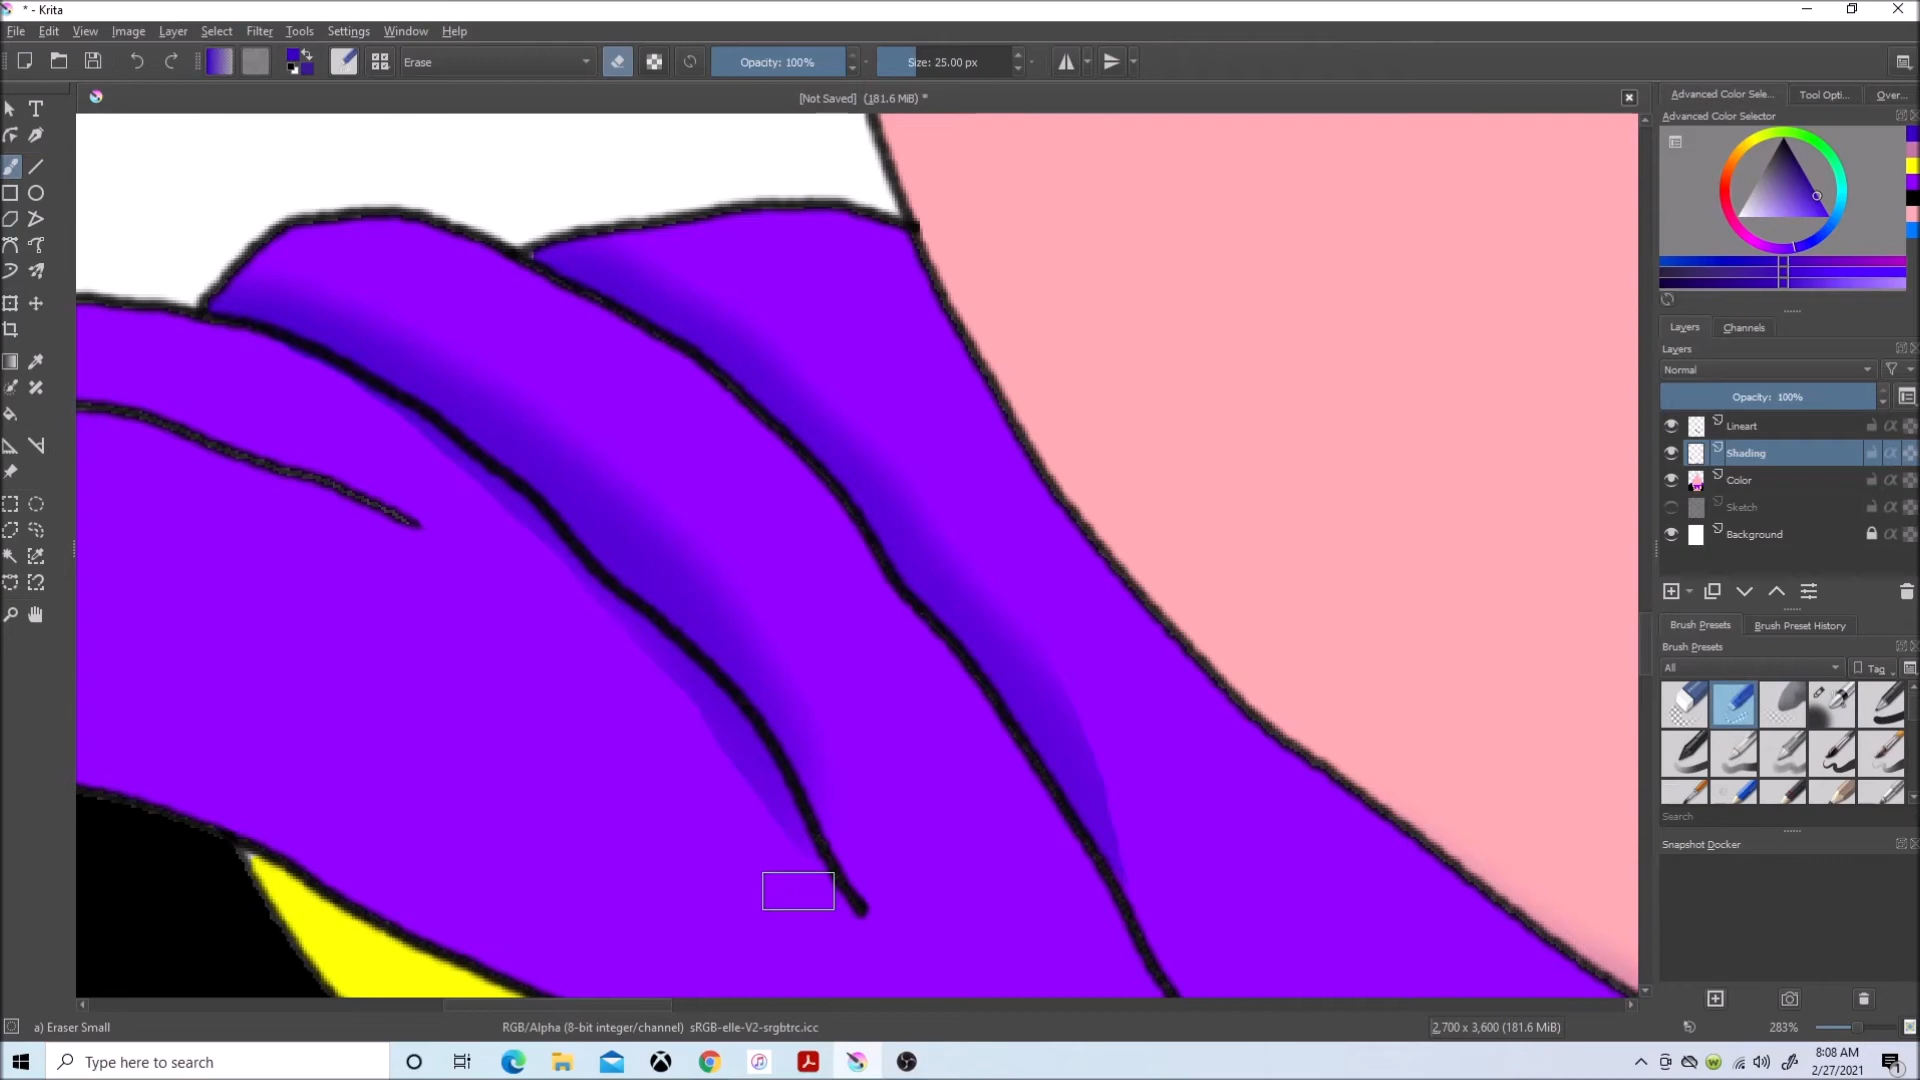 * - Krita
File Edit View Image Layer Select Filter Tools Settings Window Help
Erase Opacity: 100% Size: 25.00 px
[Not Saved] (181.6 MiB) *
Advanced Color Sele... Tool Opti... Over...
Advanced Color Selector
Layers Channels
Layers
Normal
Opacity: 100%
Lineart
Shading
Color
Sketch
Background
Brush Presets Brush Preset History
Brush Presets
All Tag
Search
Snapshot Docker
a) Eraser Small RGB/Alpha (8-bit integer/channel) sRGB-elle-V2-srgbtrc.icc 2,700 x 3,600 (181.6 MiB) 283%
Type here to search
8:08 AM
2/27/2021